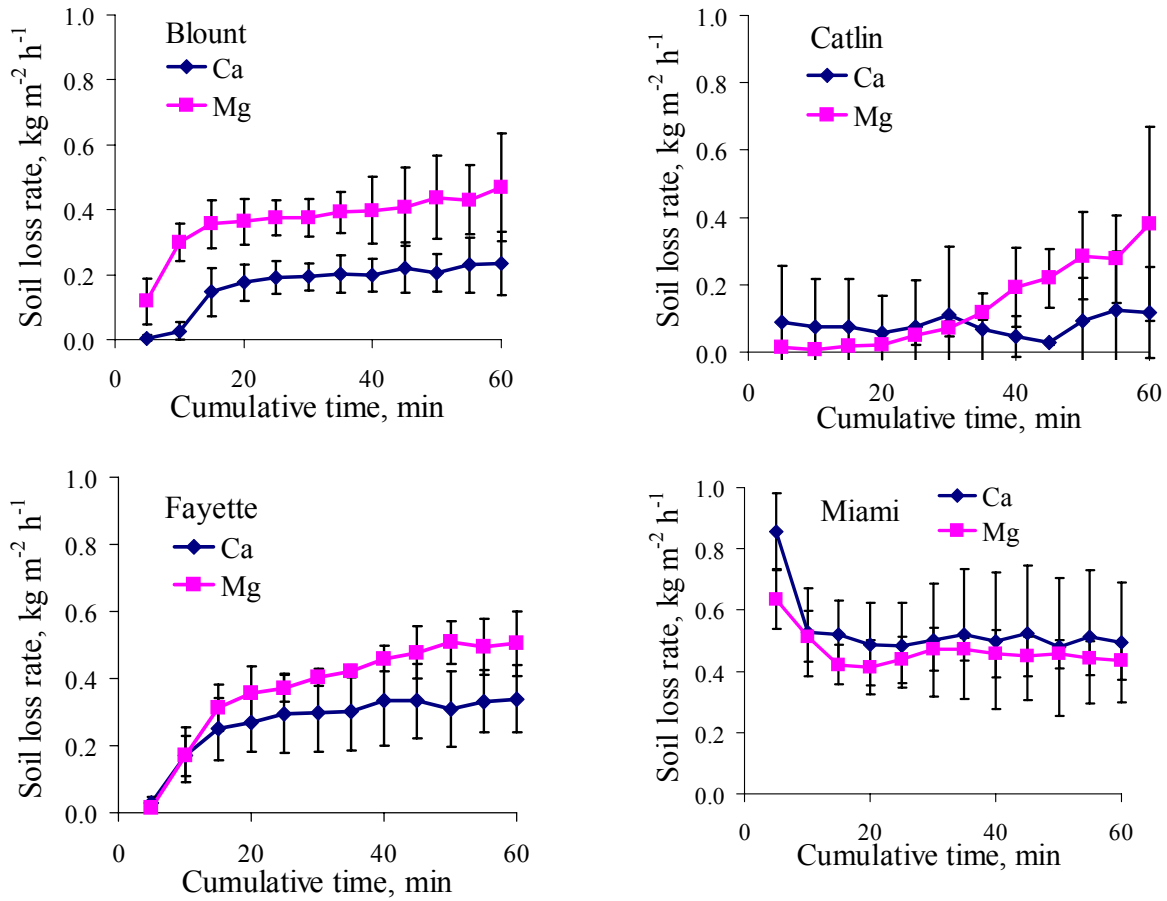 Blount
Ca
Mg
Soil loss rate, kg m⁻² h⁻¹
1.0
0.8
0.6
0.4
0.2
0.0
0 20 40 60
Cumulative time, min
Catlin
Ca
Mg
Soil loss rate, kg m⁻² h⁻¹
1.0
0.8
0.6
0.4
0.2
0.0
0 20 40 60
Cumulative time, min
Fayette
Ca
Mg
Soil loss rate, kg m⁻² h⁻¹
1.0
0.8
0.6
0.4
0.2
0.0
0 20 40 60
Cumulative time, min
Miami
Ca
Mg
Soil loss rate, kg m⁻² h⁻¹
1.0
0.8
0.6
0.4
0.2
0.0
0 20 40 60
Cumulative time, min